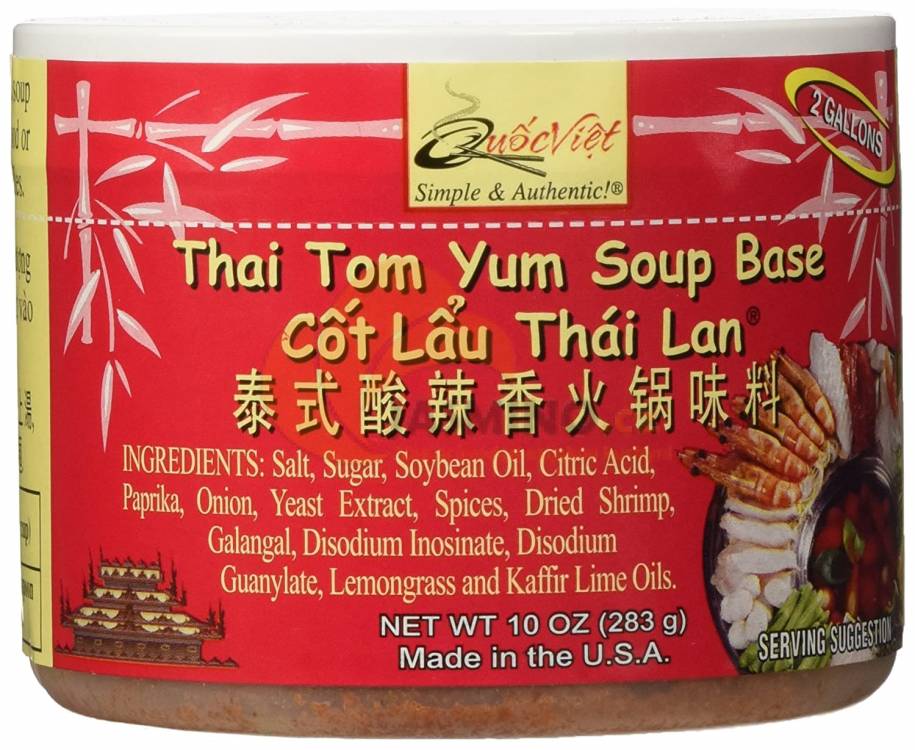 QuốcViệt
Simple & Authentic!®
2 GALLONS
Thai Tom Yum Soup Base
Cốt Lẩu Thái Lan®
泰式酸辣香火锅味料
INGREDIENTS: Salt, Sugar, Soybean Oil, Citric Acid,
Paprika, Onion, Yeast Extract, Spices, Dried Shrimp,
Galangal, Disodium Inosinate, Disodium
Guanylate, Lemongrass and Kaffir Lime Oils.
NET WT 10 OZ (283 g)
Made in the U.S.A.
SERVING SUGGESTION
soup
or